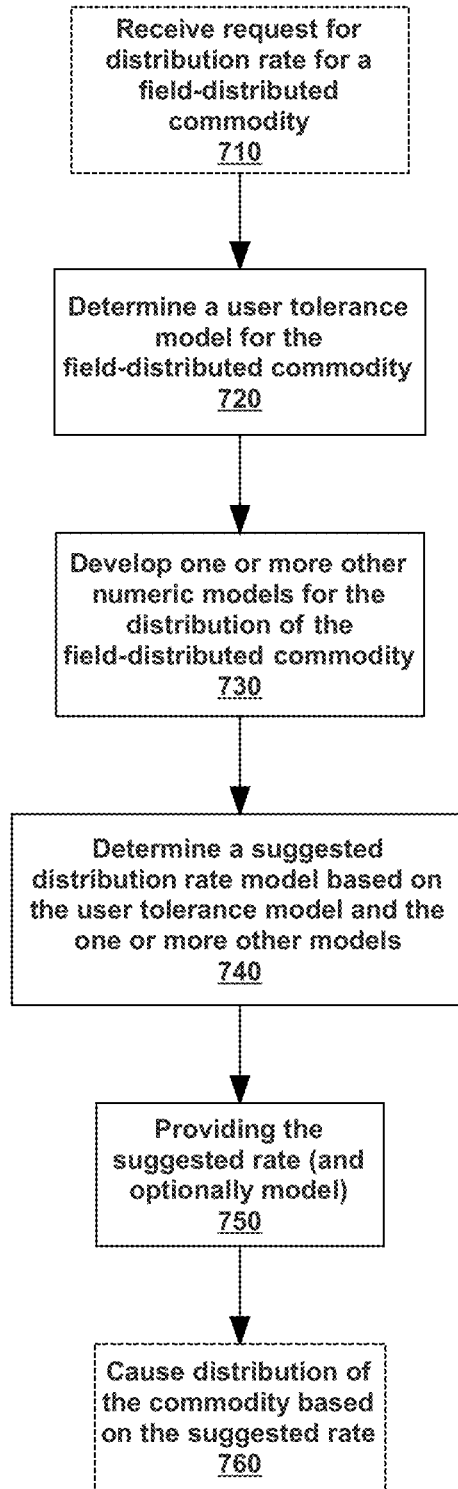 Receive request for
distribution rate for a
field-distributed
commodity
710
Determine a user tolerance
model for the
field-distributed commodity
720
Develop one or more other
numeric models for the
distribution of the
field-distributed commodity
730
Determine a suggested
distribution rate model based on
the user tolerance model and the
one or more other models
740
Providing the
suggested rate (and
optionally model)
750
Cause distribution of
the commodity based
on the suggested rate
760